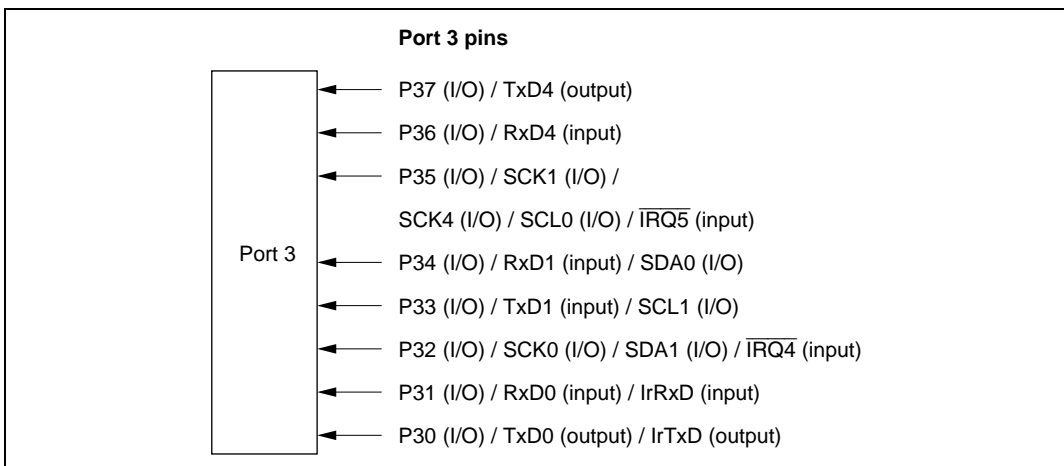 Port 3 pins
P37 (I/O) / TxD4 (output)
P36 (I/O) / RxD4 (input)
P35 (I/O) / SCK1 (I/O) /
SCK4 (I/O) / SCL0 (I/O) / I̅R̅Q̅5̅ (input)
Port 3
P34 (I/O) / RxD1 (input) / SDA0 (I/O)
P33 (I/O) / TxD1 (input) / SCL1 (I/O)
P32 (I/O) / SCK0 (I/O) / SDA1 (I/O) / I̅R̅Q̅4̅ (input)
P31 (I/O) / RxD0 (input) / IrRxD (input)
P30 (I/O) / TxD0 (output) / IrTxD (output)